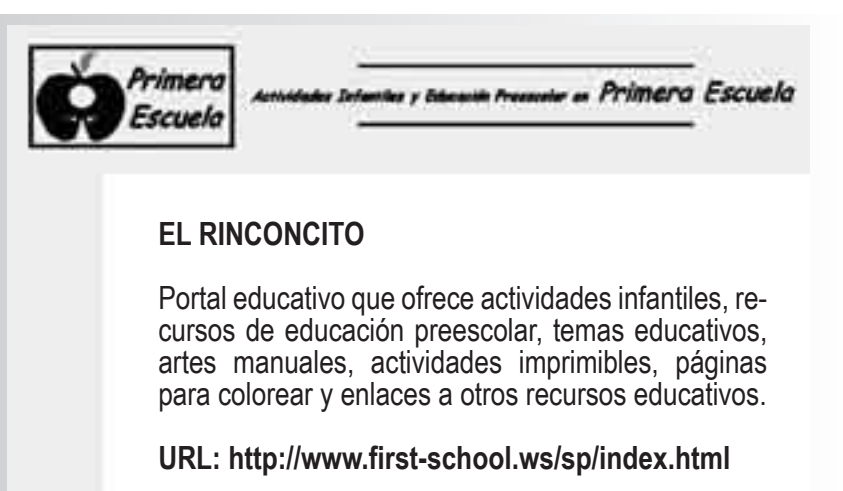 Primera
Escuela
Actividades Infantiles y Educación Preescolar en Primera Escuela
EL RINCONCITO
Portal educativo que ofrece actividades infantiles, re-
cursos de educación preescolar, temas educativos,
artes manuales, actividades imprimibles, páginas
para colorear y enlaces a otros recursos educativos.
URL: http://www.first-school.ws/sp/index.html